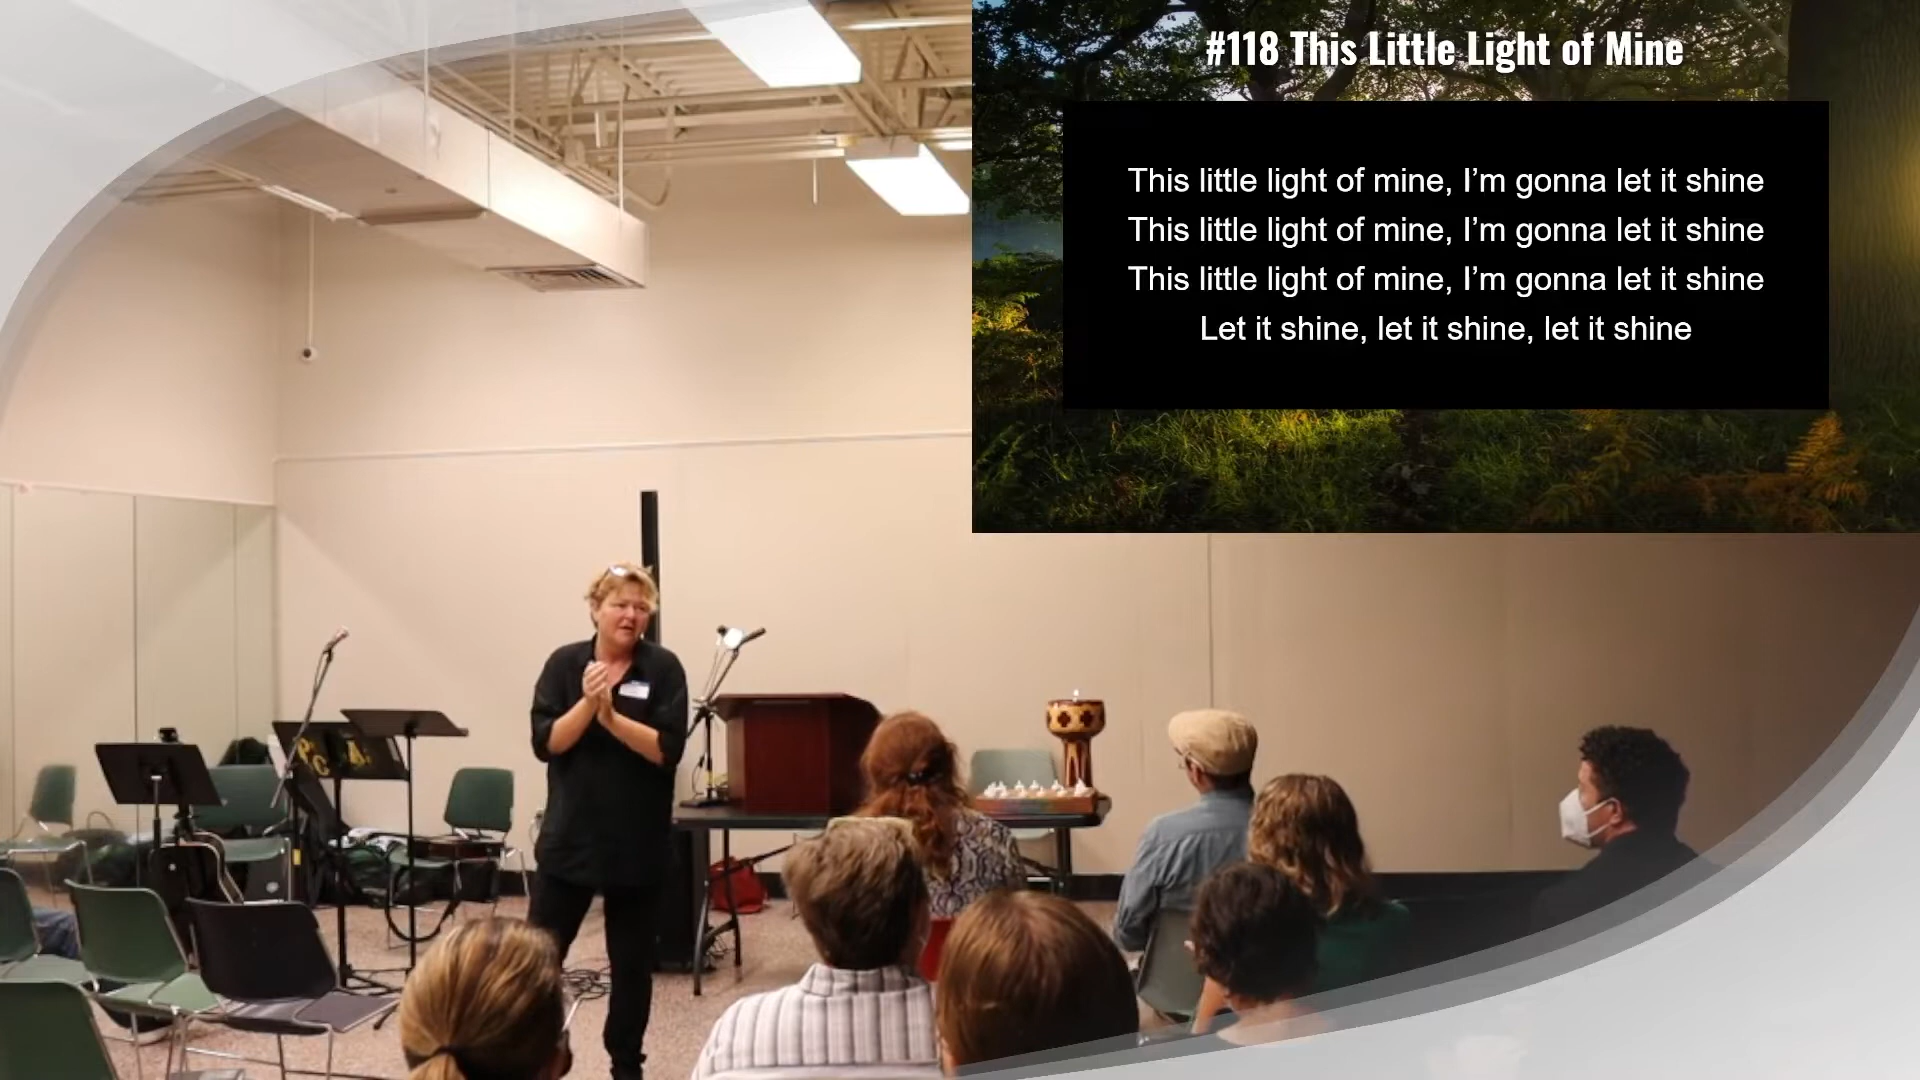 #118 This Little Light of Mine
This little light of mine, I’m gonna let it shine
This little light of mine, I’m gonna let it shine
This little light of mine, I’m gonna let it shine
Let it shine, let it shine, let it shine